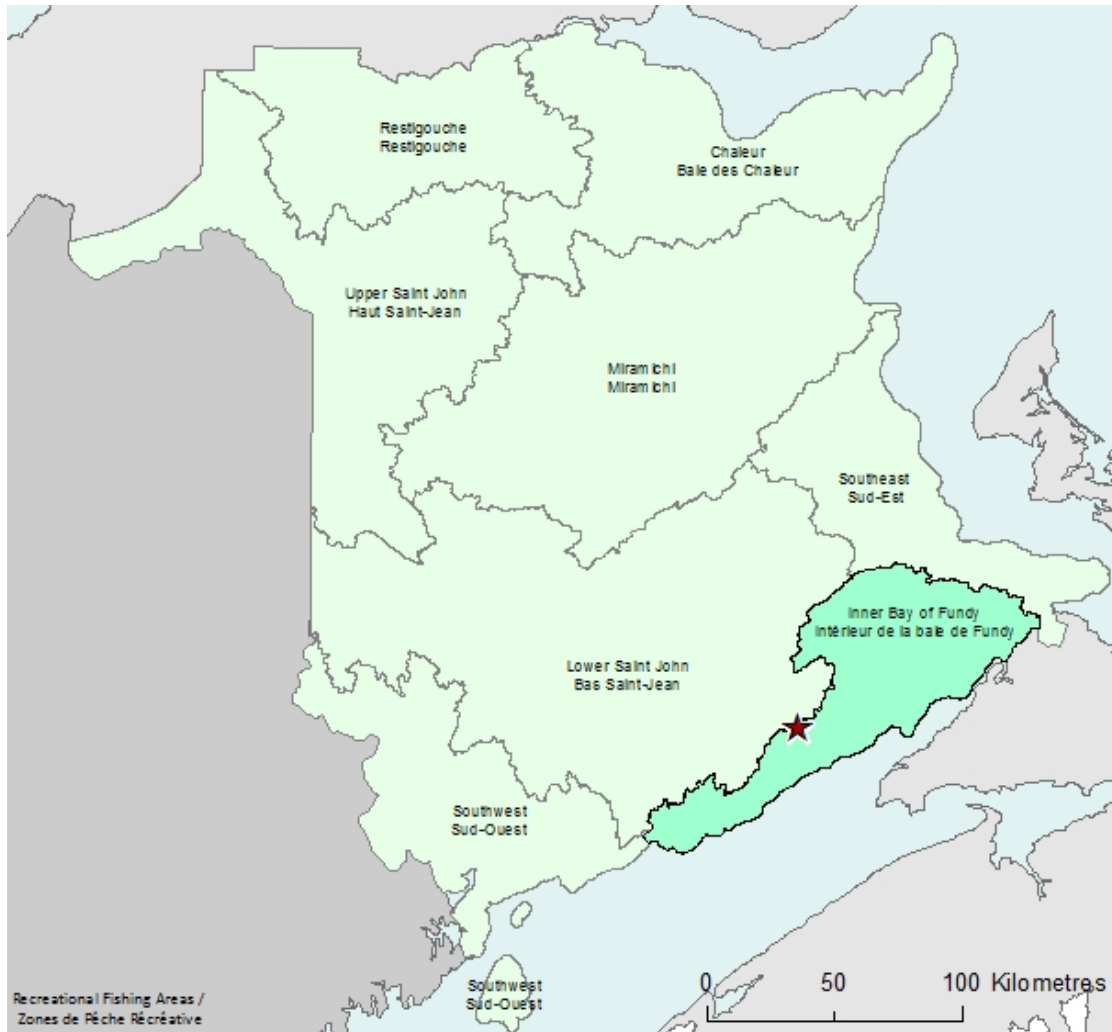 Restigouche
Restigouche
Chaleur
Baie des Chaleur
Upper Saint John
Haut Saint-Jean
Miramichi
Miramichi
Southeast
Sud-Est
Inner Bay of Fundy
Intérieur de la baie de Fundy
Lower Saint John
Bas Saint-Jean
Southwest
Sud-Ouest
Southwest
Sud-Ouest
0 50 100 Kilometres
Recreational Fishing Areas /
Zones de Pêche Récréative